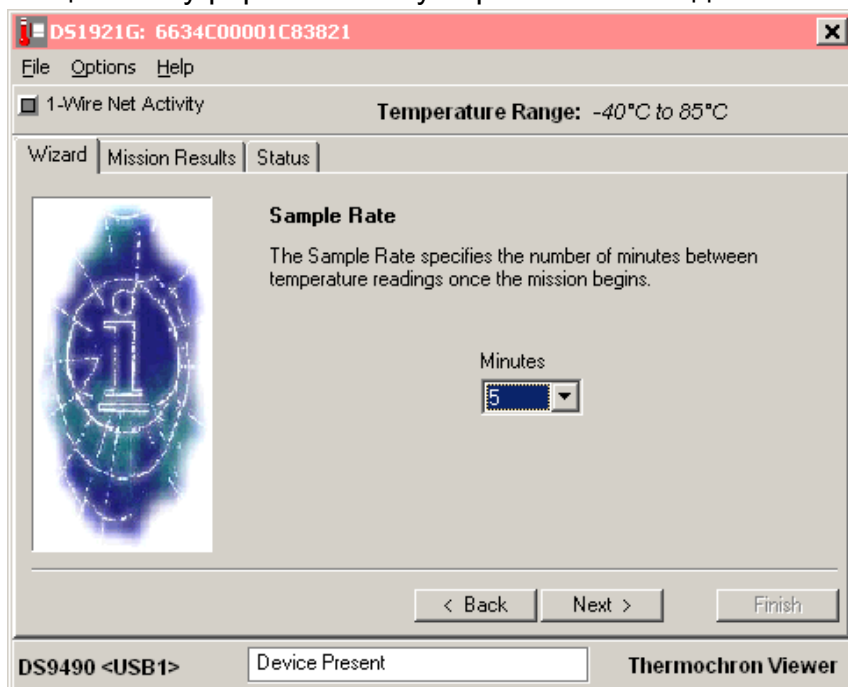 DS1921G: 6634C00001C83821
File Options Help
1-Wire Net Activity
Temperature Range: -40°C to 85°C
Wizard Mission Results Status
Sample Rate
The Sample Rate specifies the number of minutes between
temperature readings once the mission begins.
Minutes
5
< Back Next > Finish
DS9490 <USB1> Device Present Thermochron Viewer